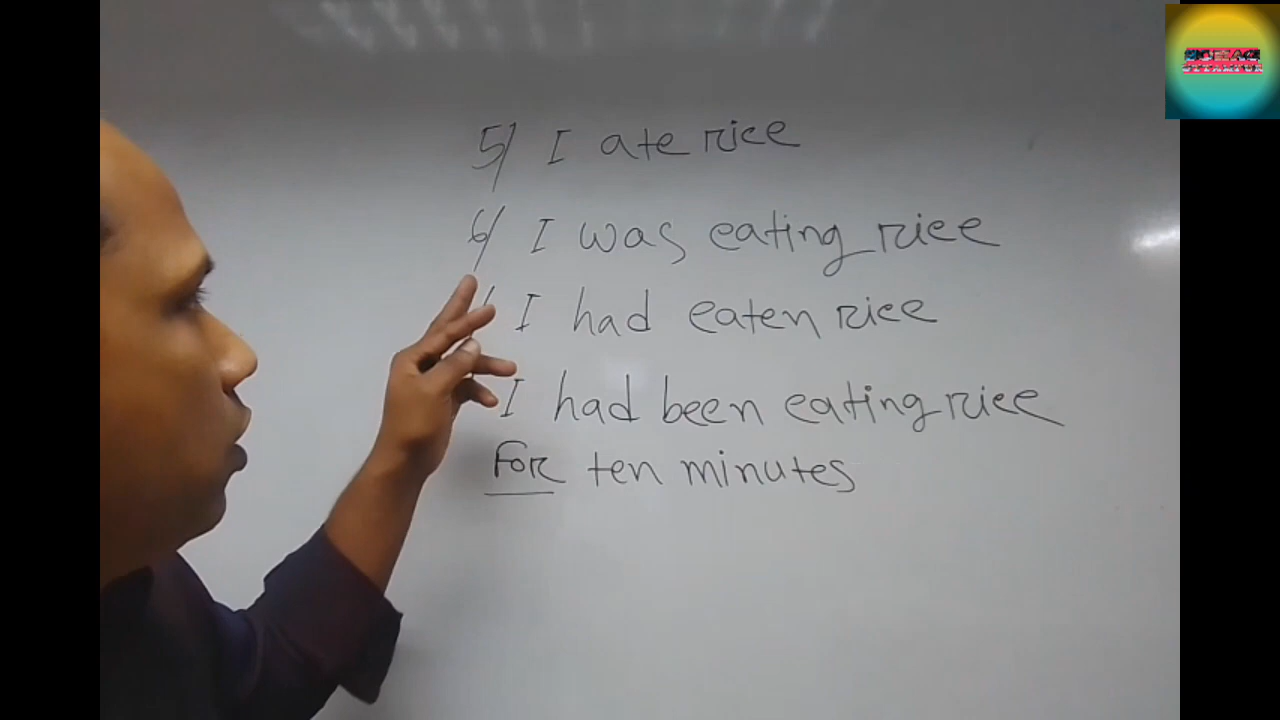 5/ I ate rice
6/ I was eating rice
/ I had eaten rice
I had been eating rice
For ten minutes